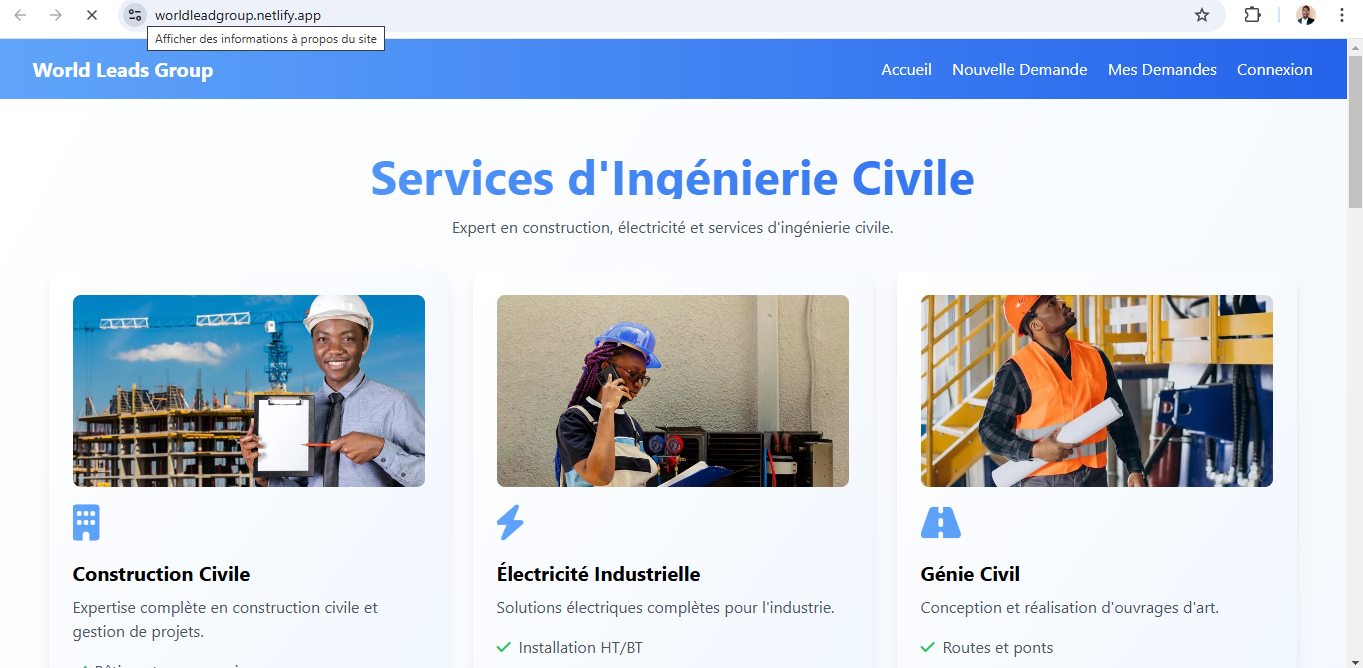 worldleadgroup.netlify.app
Afficher des informations à propos du site
World Leads Group
Accueil
Nouvelle Demande
Mes Demandes
Connexion
Services d'Ingénierie Civile
Expert en construction, électricité et services d'ingénierie civile.
Construction Civile
Expertise complète en construction civile et
gestion de projets.
Électricité Industrielle
Solutions électriques complètes pour l'industrie.
Installation HT/BT
Génie Civil
Conception et réalisation d'ouvrages d'art.
Routes et ponts